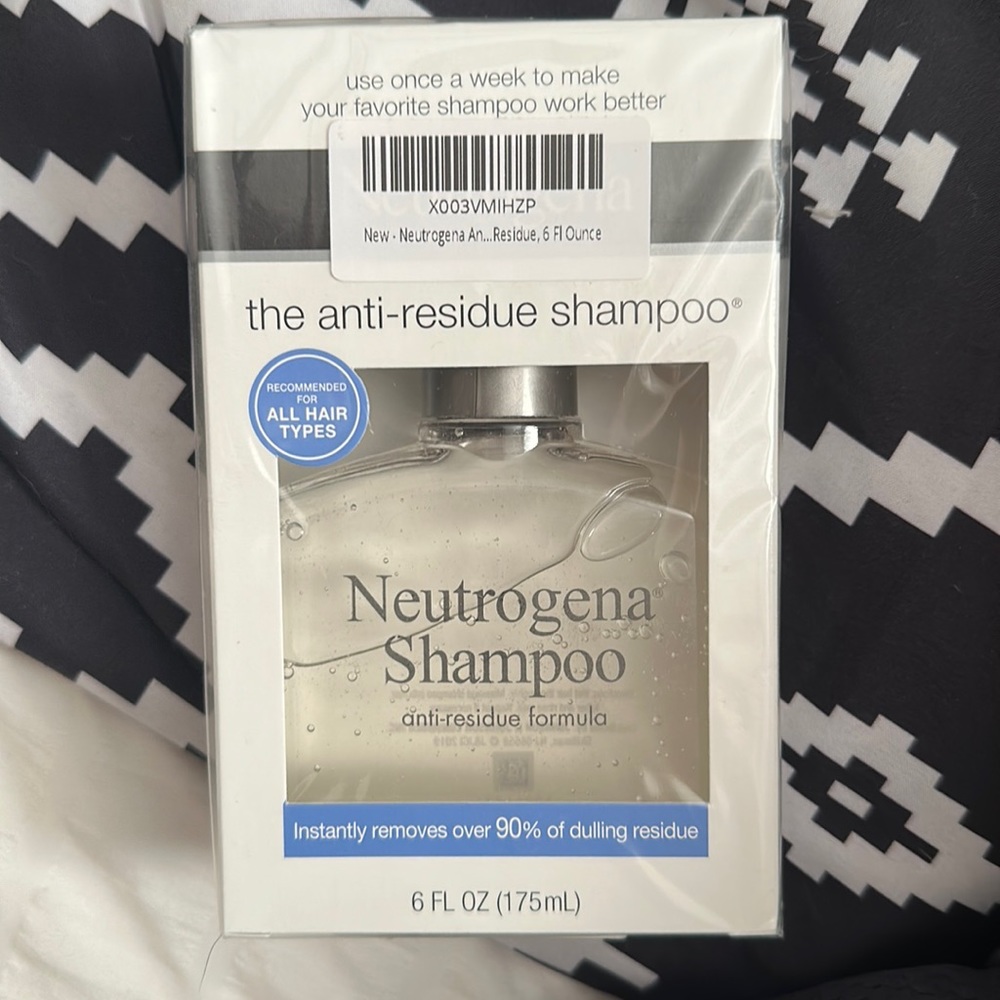 use once a week to make
your favorite shampoo work better
Neutrogena
X003VMIHZP
New - Neutrogena An...Residue, 6 Fl Ounce
the anti-residue shampoo®
RECOMMENDED
FOR
ALL HAIR
TYPES
Neutrogena®
Shampoo
anti-residue formula
Instantly removes over 90% of dulling residue
6 FL OZ (175mL)